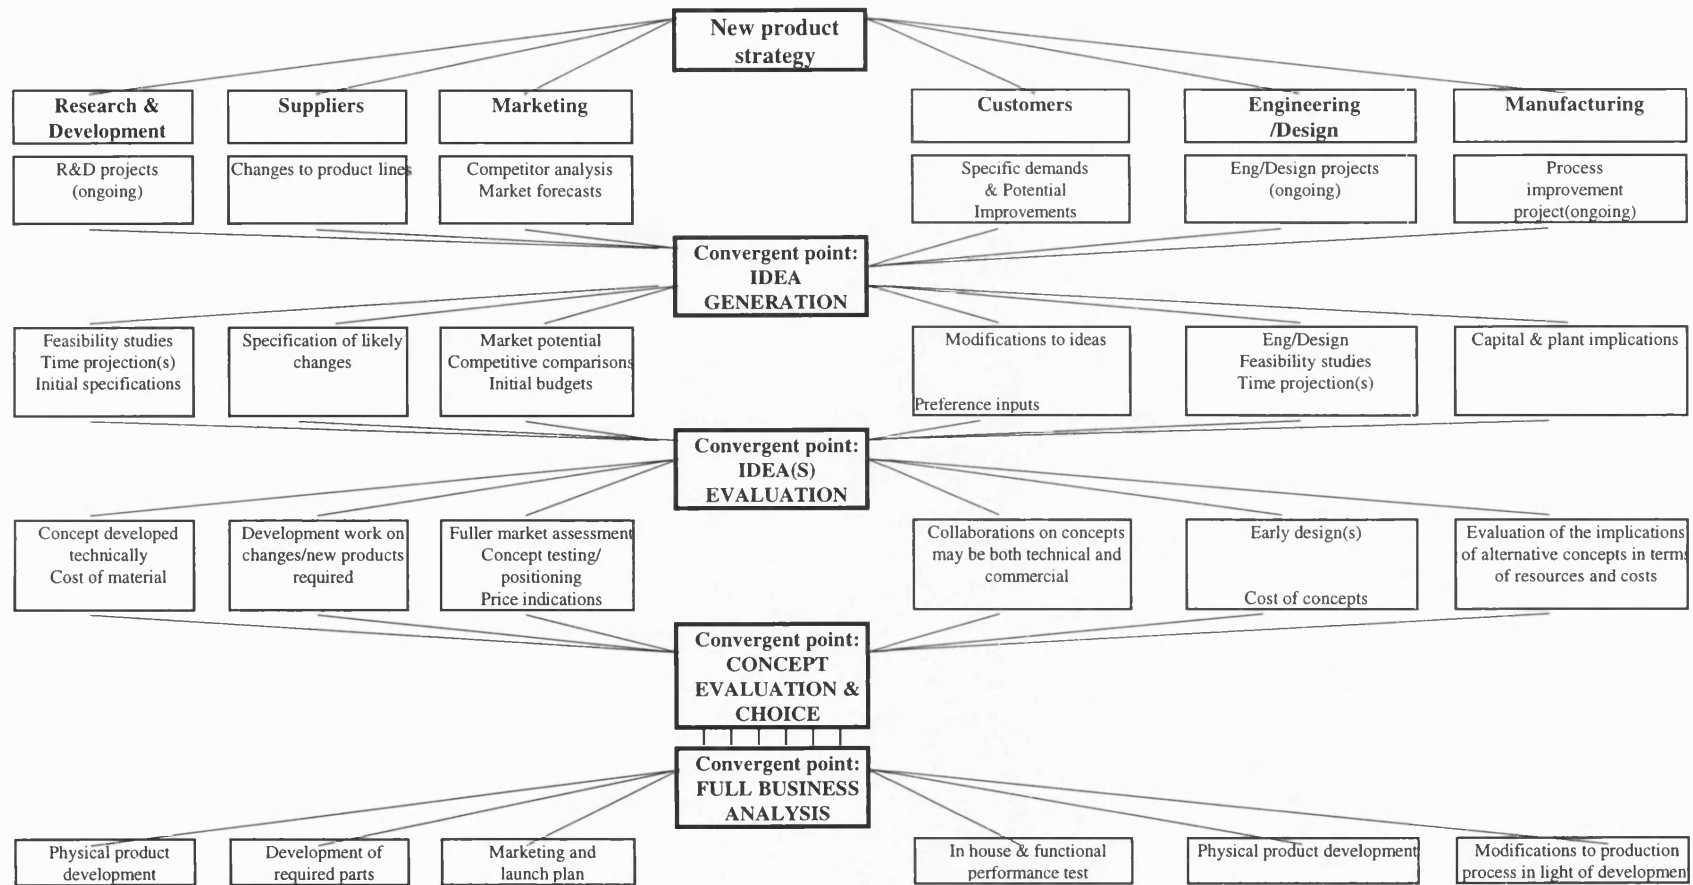 New product
strategy
Research &
Development
Suppliers
Marketing
Customers
Engineering
/Design
Manufacturing
R&D projects
(ongoing)
Changes to product lines
Competitor analysis
Market forecasts
Specific demands
& Potential
Improvements
Eng/Design projects
(ongoing)
Process
improvement
project(ongoing)
Convergent point:
IDEA
GENERATION
Feasibility studies
Time projection(s)
Initial specifications
Specification of likely
changes
Market potential
Competitive comparisons
Initial budgets
Modifications to ideas
Preference inputs
Eng/Design
Feasibility studies
Time projection(s)
Capital & plant implications
Convergent point:
IDEA(S)
EVALUATION
Concept developed
technically
Cost of material
Development work on
changes/new products
required
Fuller market assessment
Concept testing/
positioning
Price indications
Collaborations on concepts
may be both technical and
commercial
Early design(s)
Cost of concepts
Evaluation of the implications
of alternative concepts in terms
of resources and costs
Convergent point:
CONCEPT
EVALUATION &
CHOICE
Convergent point:
FULL BUSINESS
ANALYSIS
Physical product
development
Development of
required parts
Marketing and
launch plan
In house & functional
performance test
Physical product development
Modifications to production
process in light of development